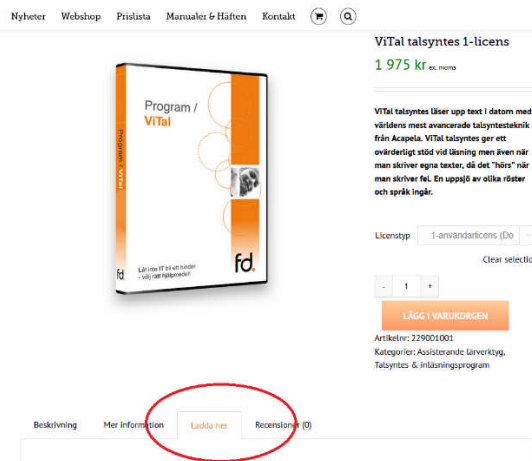 Nyheter Webshop Prislista Manualer & Häften Kontakt
ViTal talsyntes 1-licens
1 975 kr ex. moms
Program /
ViTal
Program / ViTal
Låt inte IT bli ett hinder
- välj rätt hjälpmedel!
fd.
fd.
ViTal talsyntes läser upp text i datorn med
världens mest avancerade talsyntesteknik
från Acapela. ViTal talsyntes ger ett
ovärderligt stöd vid läsning men även när
man skriver egna texter, då det "hörs" när
man skriver fel. En uppsjö av olika röster
och språk ingår.
Licenstyp 1-användarlicens (Do
Clear selectio
- 1 +
LÄGG I VARUKORGEN
Artikelnr: 229001001
Kategorier: Assisterande lärverktyg,
Talsyntes & inläsningsprogram
Beskrivning Mer information Ladda ner Recensioner (0)